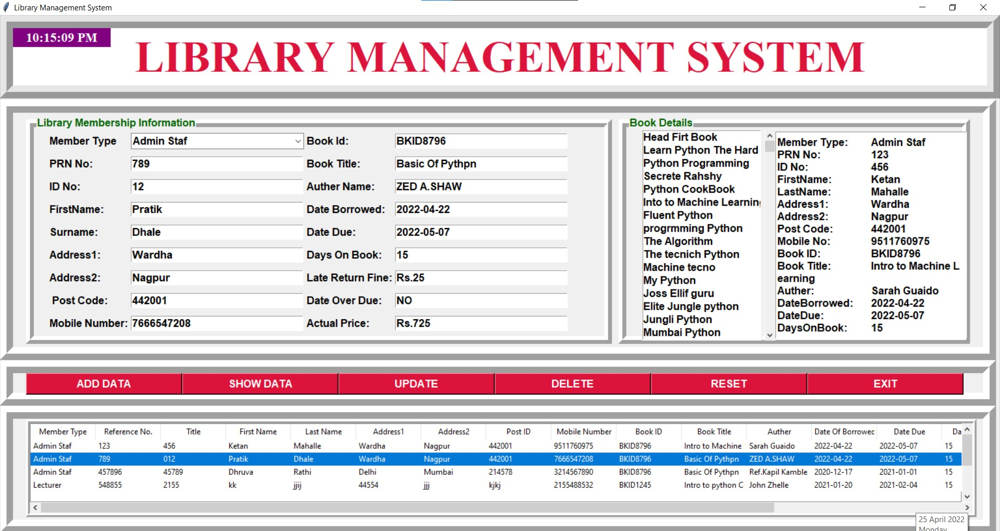 Library Management System
10:15:09 PM
LIBRARY MANAGEMENT SYSTEM
Library Membership Information
Member Type Admin Staf Book Id: BKID8796
PRN No: 789 Book Title: Basic Of Pythpn
ID No: 12 Auther Name: ZED A.SHAW
FirstName: Pratik Date Borrowed: 2022-04-22
Surname: Dhale Date Due: 2022-05-07
Address1: Wardha Days On Book: 15
Address2: Nagpur Late Return Fine: Rs.25
Post Code: 442001 Date Over Due: NO
Mobile Number: 7666547208 Actual Price: Rs.725
Book Details
Head Firt Book
Learn Python The Hard
Python Programming
Secrete Rahshy
Python CookBook
Into to Machine Learning
Fluent Python
progrmming Python
The Algorithm
The tecnich Python
Machine tecno
My Python
Joss Ellif guru
Elite Jungle python
Jungli Python
Mumbai Python
Member Type: Admin Staf
PRN No: 123
ID No: 456
FirstName: Ketan
LastName: Mahalle
Address1: Wardha
Address2: Nagpur
Post Code: 442001
Mobile No: 9511760975
Book ID: BKID8796
Book Title: Intro to Machine L
earning
Auther: Sarah Guaido
DateBorrowed: 2022-04-22
DateDue: 2022-05-07
DaysOnBook: 15
ADD DATA SHOW DATA UPDATE DELETE RESET EXIT
Member Type Reference No. Title First Name Last Name Address1 Address2 Post ID Mobile Number Book ID Book Title Auther Date Of Borrowed Date Due Da
Admin Staf 123 456 Ketan Mahalle Wardha Nagpur 442001 9511760975 BKID8796 Intro to Machine Sarah Guaido 2022-04-22 2022-05-07 15
Admin Staf 789 012 Pratik Dhale Wardha Nagpur 442001 7666547208 BKID8796 Basic Of Pythpn ZED A.SHAW 2022-04-22 2022-05-07 15
Admin Staf 457896 45789 Dhruva Rathi Delhi Mumbai 214578 3214567890 BKID8796 Basic Of Pythpn Ref.Kapil Kamble 2020-12-17 2021-01-01 15
Lecturer 548855 2155 kk jjij 44554 jjj kjkj 2155488532 BKID1245 Intro to python C John Zhelle 2021-01-20 2021-02-04 15
25 April 2022
Monday